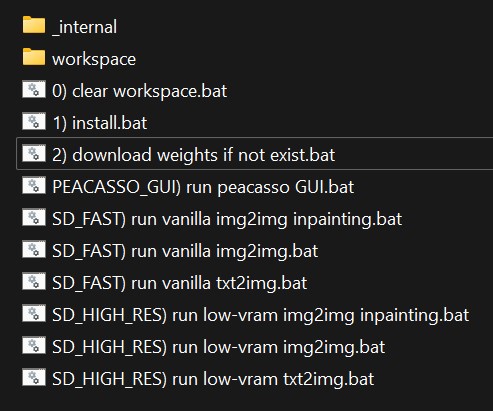 _internal
workspace
0) clear workspace.bat
1) install.bat
2) download weights if not exist.bat
PEACASSO_GUI) run peacasso GUI.bat
SD_FAST) run vanilla img2img inpainting.bat
SD_FAST) run vanilla img2img.bat
SD_FAST) run vanilla txt2img.bat
SD_HIGH_RES) run low-vram img2img inpainting.bat
SD_HIGH_RES) run low-vram img2img.bat
SD_HIGH_RES) run low-vram txt2img.bat